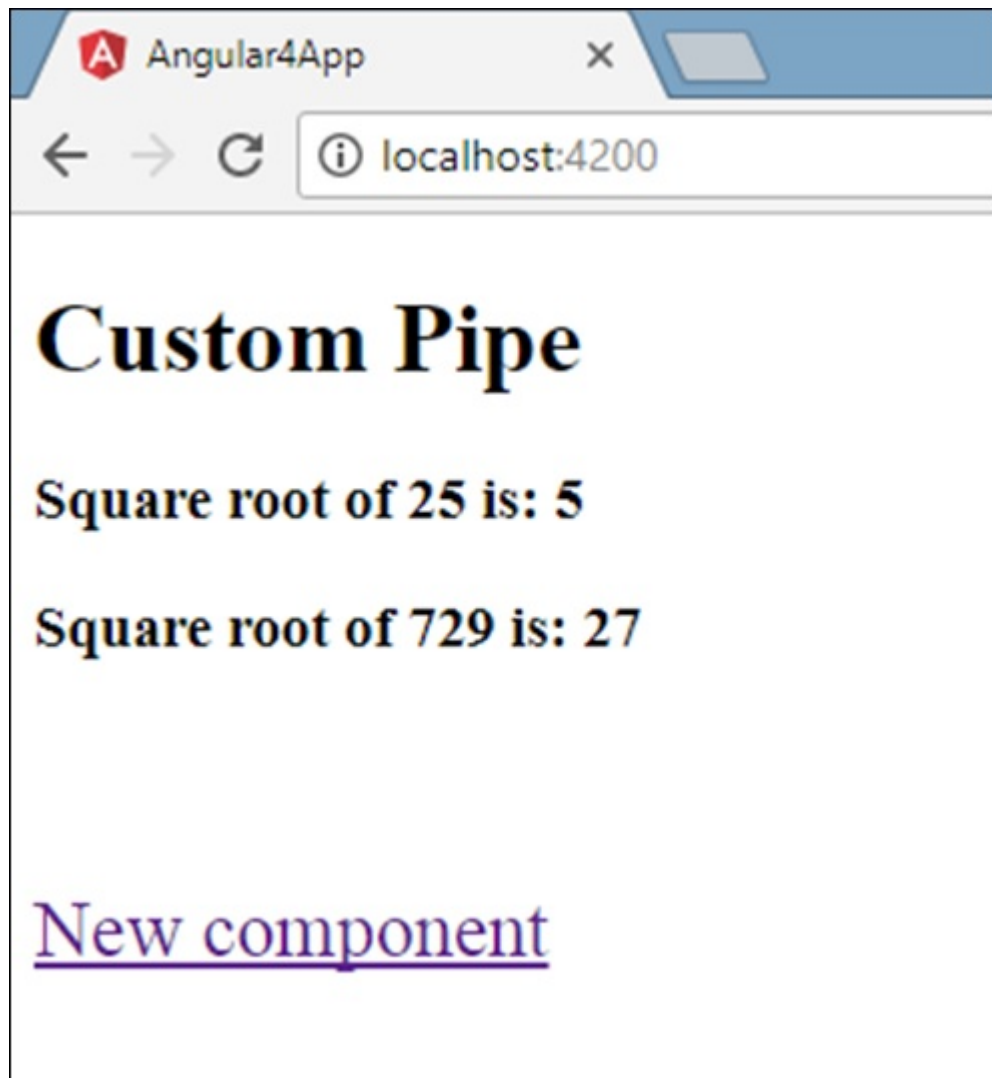 Angular4App
localhost:4200
Custom Pipe
Square root of 25 is: 5
Square root of 729 is: 27
New component